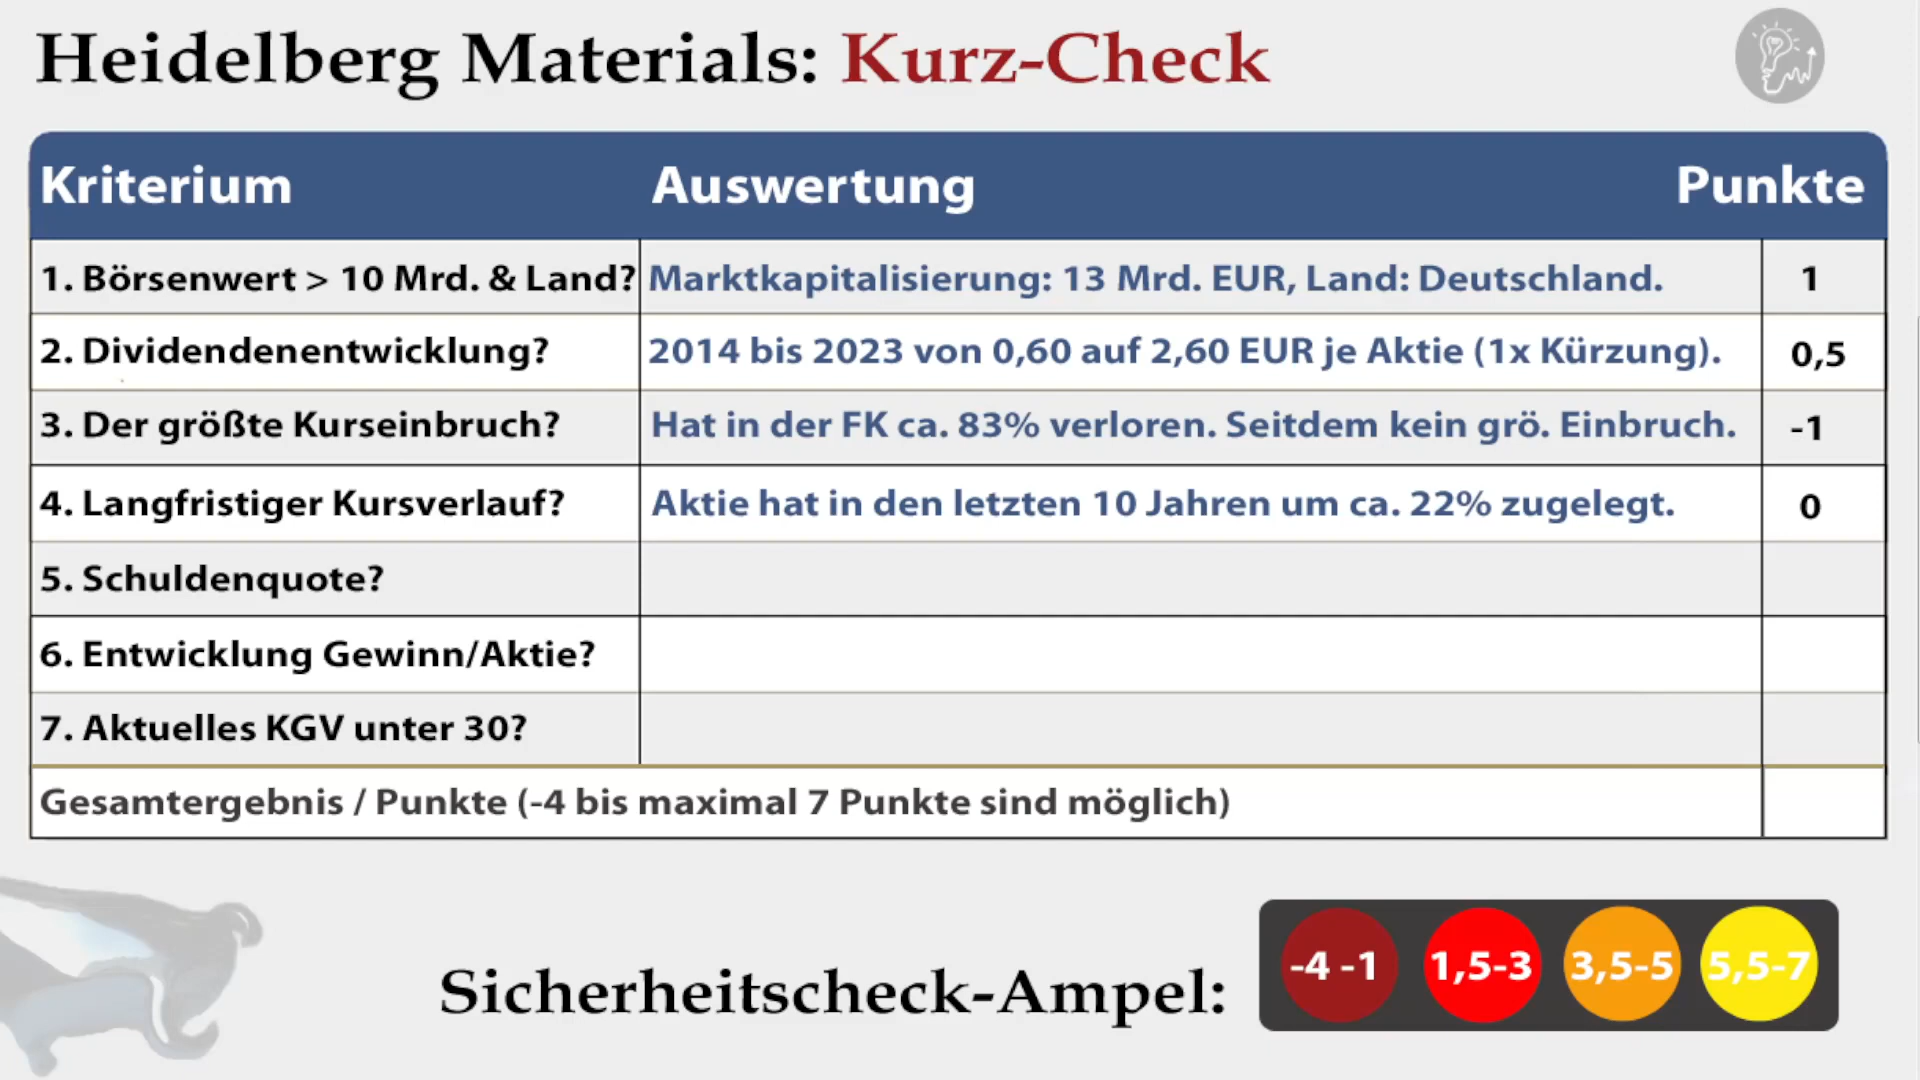 Heidelberg Materials: Kurz-Check
Kriterium Auswertung Punkte
1. Börsenwert > 10 Mrd. & Land? Marktkapitalisierung: 13 Mrd. EUR, Land: Deutschland. 1
2. Dividendenentwicklung? 2014 bis 2023 von 0,60 auf 2,60 EUR je Aktie (1x Kürzung). 0,5
3. Der größte Kurseinbruch? Hat in der FK ca. 83% verloren. Seitdem kein grö. Einbruch. -1
4. Langfristiger Kursverlauf? Aktie hat in den letzten 10 Jahren um ca. 22% zugelegt. 0
5. Schuldenquote?
6. Entwicklung Gewinn/Aktie?
7. Aktuelles KGV unter 30?
Gesamtergebnis / Punkte (-4 bis maximal 7 Punkte sind möglich)
Sicherheitscheck-Ampel: -4 -1 1,5-3 3,5-5 5,5-7